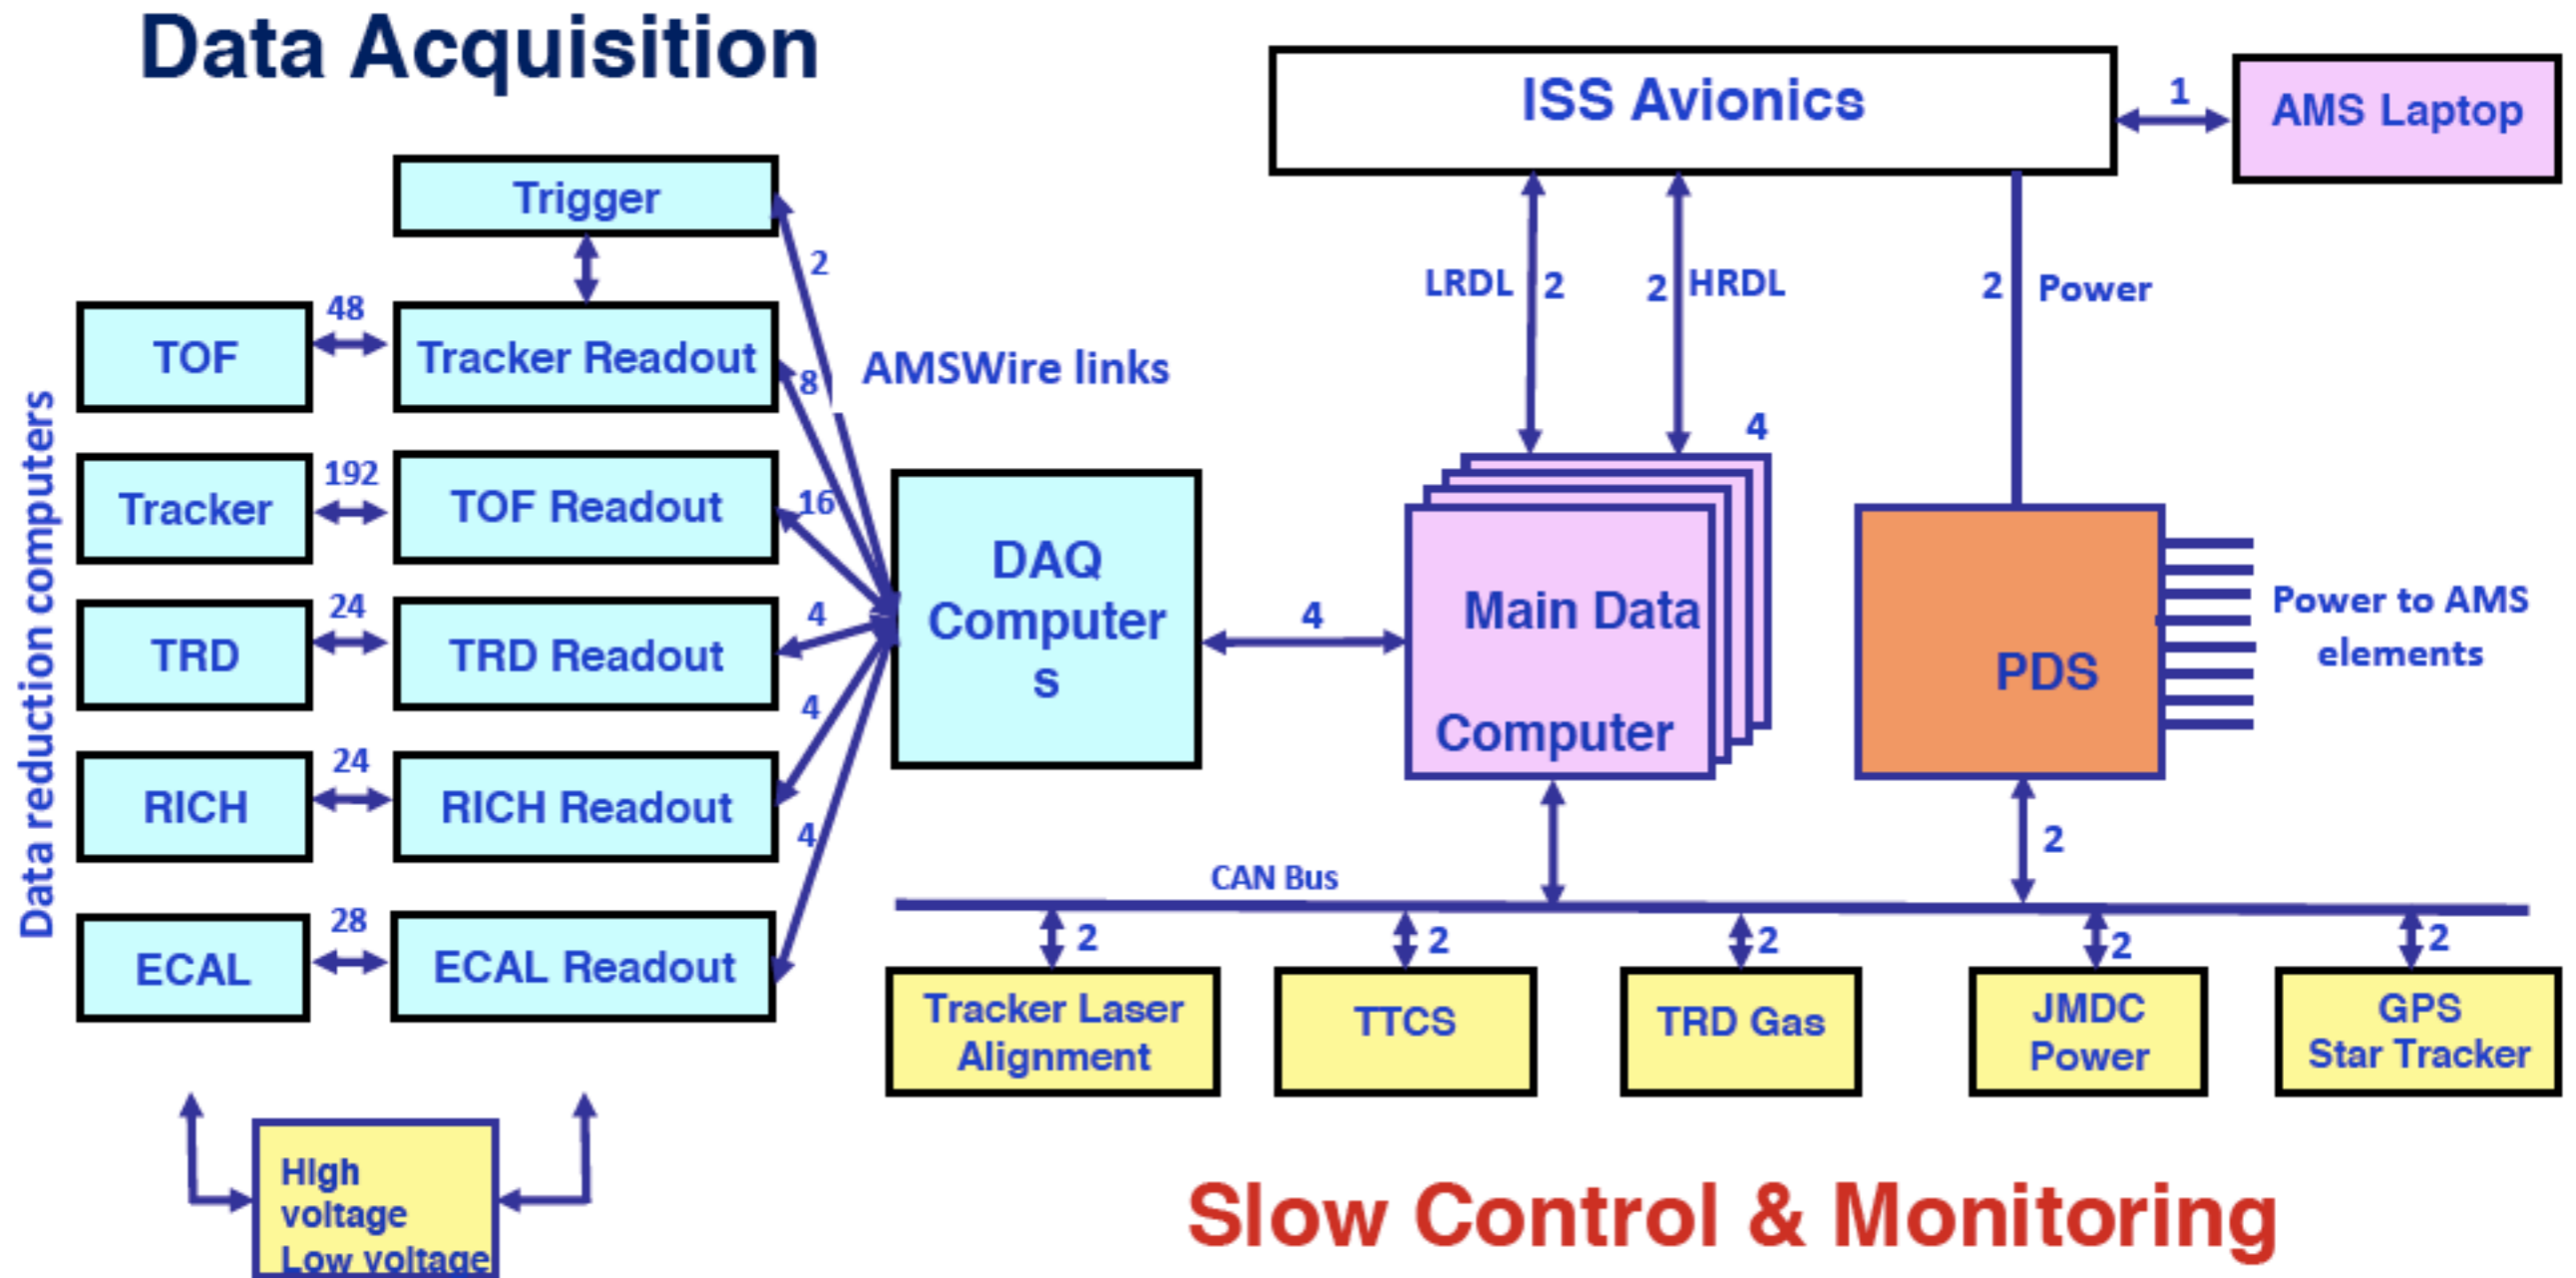 Data Acquisition
ISS Avionics
1
AMS Laptop
Trigger
2
LRDL
2
2
HRDL
2
Power
48
TOF
Tracker Readout
8
AMSWire links
4
Data reduction computers
192
Tracker
TOF Readout
16
DAQ
Computer
s
4
Main Data
Computer
PDS
Power to AMS
elements
24
TRD
TRD Readout
4
24
RICH
RICH Readout
4
28
ECAL
ECAL Readout
4
CAN Bus
2
2
2
2
2
2
Tracker Laser
Alignment
TTCS
TRD Gas
JMDC
Power
GPS
Star Tracker
HIgh
voltage
Low voltage
Slow Control & Monitoring